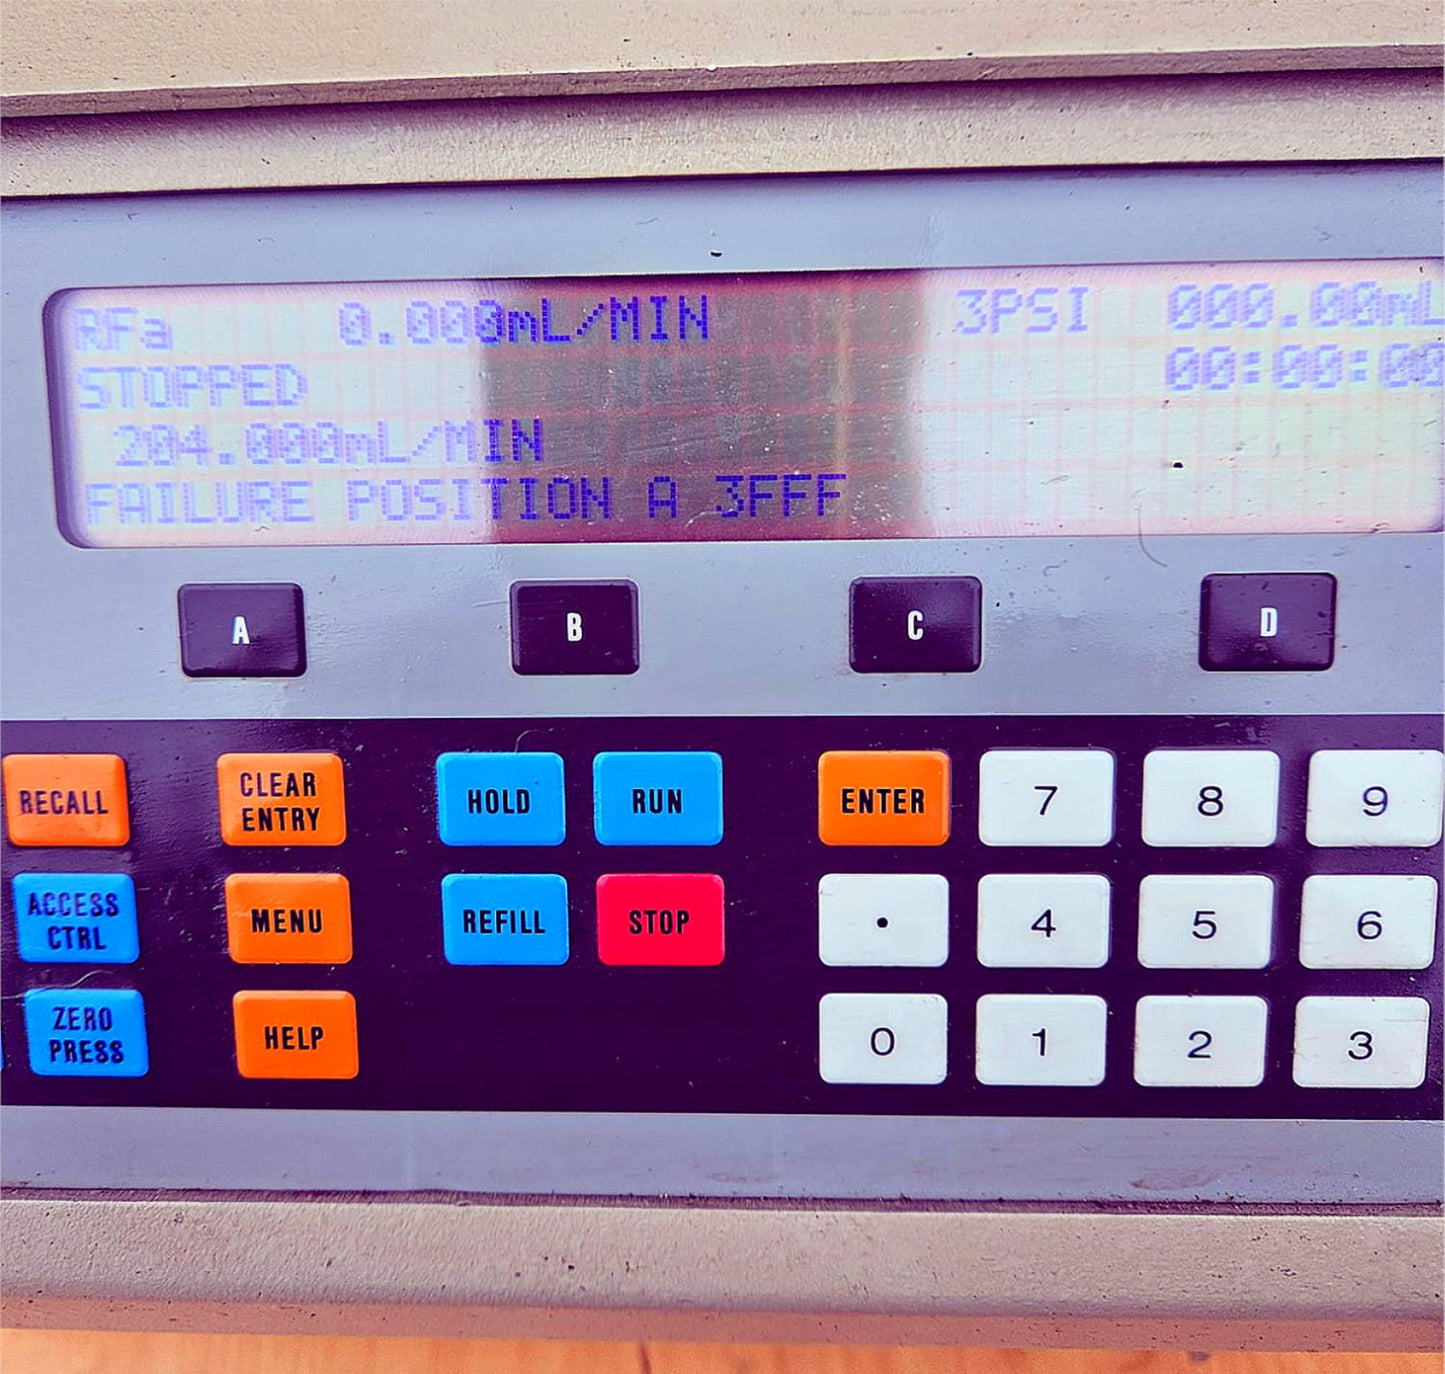 RFa 0.000mL/MIN 3PSI 000.00mL
STOPPED 00:00:00
204.000mL/MIN
FAILURE POSITION A 3FFF
A B C D
RECALL CLEAR ENTRY HOLD RUN ENTER 7 8 9
ACCESS CTRL MENU REFILL STOP . 4 5 6
ZERO PRESS HELP 0 1 2 3